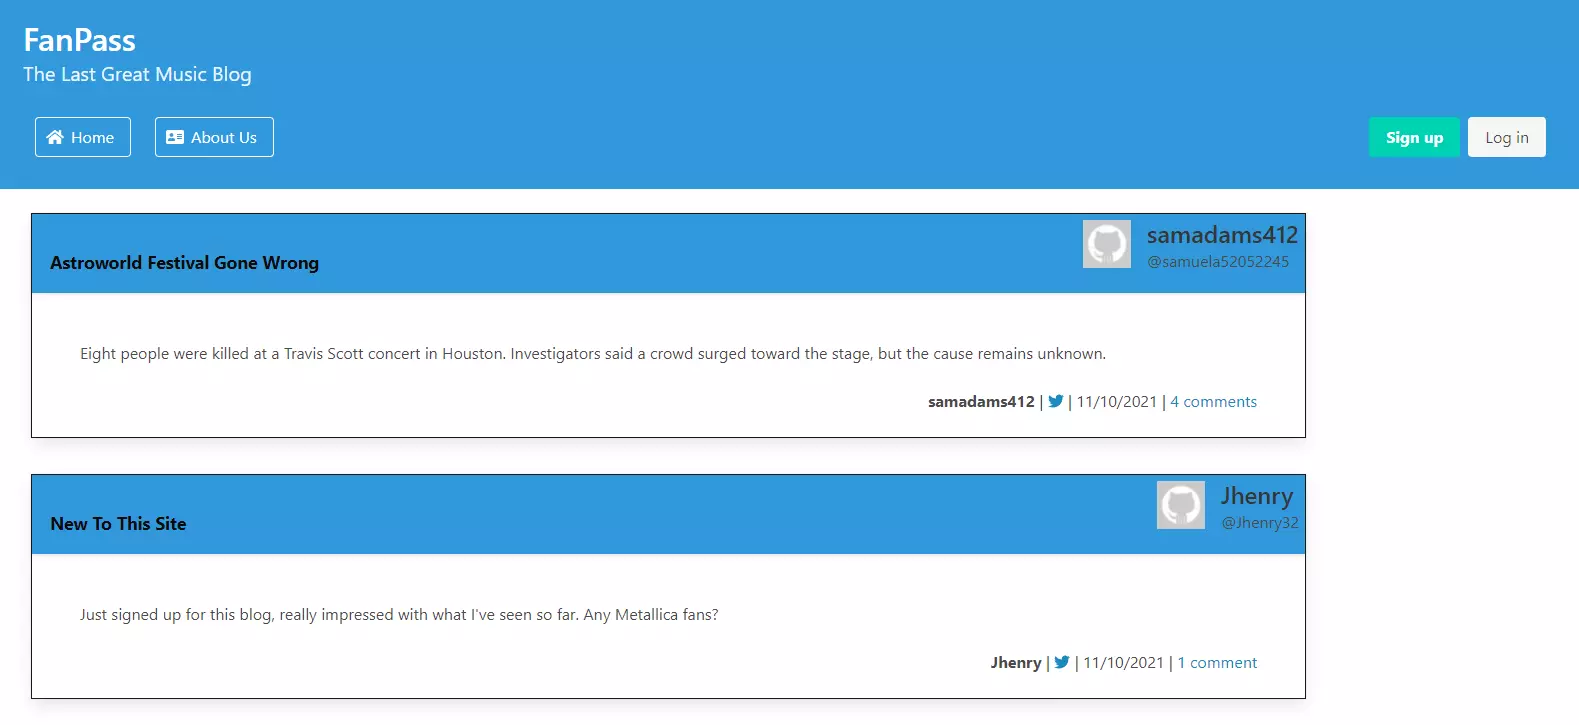 FanPass
The Last Great Music Blog
Home
About Us
Sign up
Log in
Astroworld Festival Gone Wrong
samadams412
@samuela52052245
Eight people were killed at a Travis Scott concert in Houston. Investigators said a crowd surged toward the stage, but the cause remains unknown.
samadams412 | | 11/10/2021 | 4 comments
New To This Site
Jhenry
@Jhenry32
Just signed up for this blog, really impressed with what I've seen so far. Any Metallica fans?
Jhenry | | 11/10/2021 | 1 comment